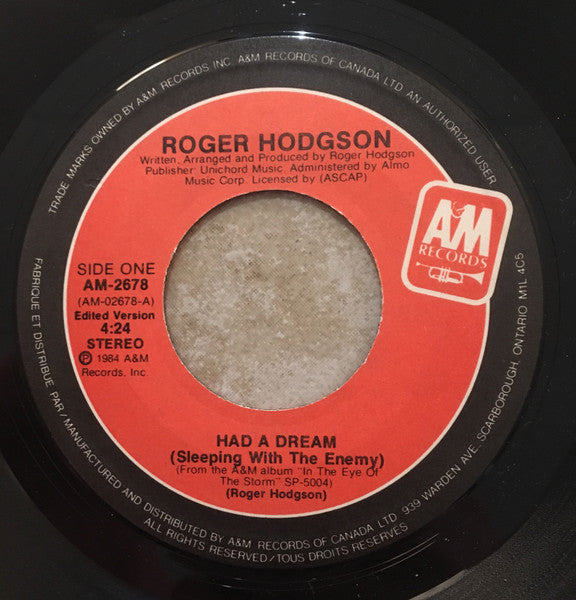 TRADE MARKS OWNED BY A&M RECORDS INC. A&M RECORDS OF CANADA LTD AN AUTHORIZED USER
ROGER HODGSON
Written, Arranged and Produced by Roger Hodgson
Publisher: Unichord Music, Administered by Almo
Music Corp. Licensed by (ASCAP)
AM
RECORDS
SIDE ONE
AM-2678
(AM-02678-A)
Edited Version
4:24
STEREO
Ⓟ 1984 A&M
Records, Inc.
HAD A DREAM
(Sleeping With The Enemy)
(From the A&M album "In The Eye Of
The Storm" SP-5004)
(Roger Hodgson)
FABRIQUE ET DISTRIBUE PAR/MANUFACTURED AND DISTRIBUTED BY A&M RECORDS OF CANADA LTD. 939 WARDEN AVE., SCARBOROUGH, ONTARIO M1L 4C5
ALL RIGHTS RESERVED/TOUS DROITS RESERVES